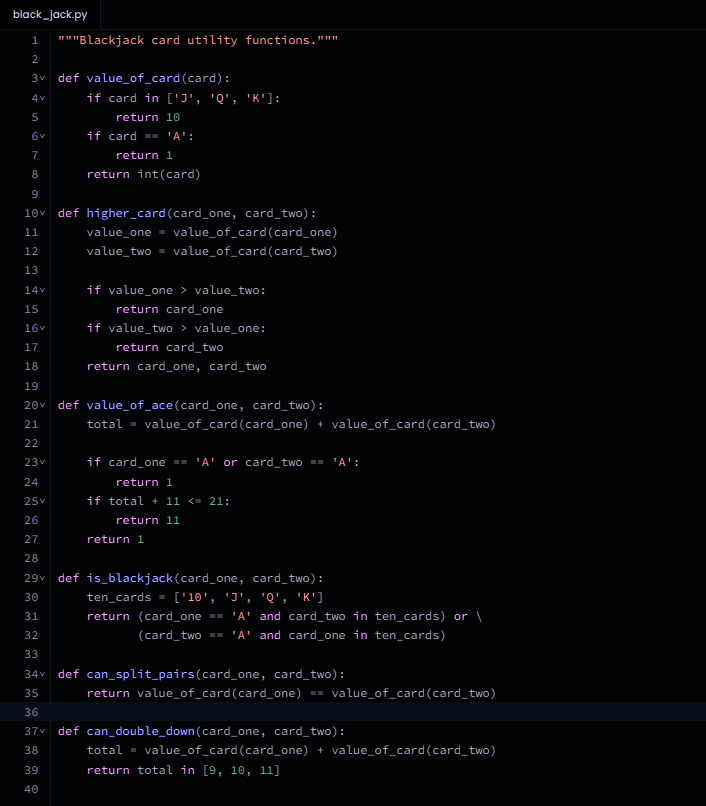 black_jack.py
1 """Blackjack card utility functions."""
2
3 def value_of_card(card):
4     if card in ['J', 'Q', 'K']:
5         return 10
6     if card == 'A':
7         return 1
8     return int(card)
9
10 def higher_card(card_one, card_two):
11     value_one = value_of_card(card_one)
12     value_two = value_of_card(card_two)
13
14     if value_one > value_two:
15         return card_one
16     if value_two > value_one:
17         return card_two
18     return card_one, card_two
19
20 def value_of_ace(card_one, card_two):
21     total = value_of_card(card_one) + value_of_card(card_two)
22
23     if card_one == 'A' or card_two == 'A':
24         return 1
25     if total + 11 <= 21:
26         return 11
27     return 1
28
29 def is_blackjack(card_one, card_two):
30     ten_cards = ['10', 'J', 'Q', 'K']
31     return (card_one == 'A' and card_two in ten_cards) or \
32            (card_two == 'A' and card_one in ten_cards)
33
34 def can_split_pairs(card_one, card_two):
35     return value_of_card(card_one) == value_of_card(card_two)
36
37 def can_double_down(card_one, card_two):
38     total = value_of_card(card_one) + value_of_card(card_two)
39     return total in [9, 10, 11]
40